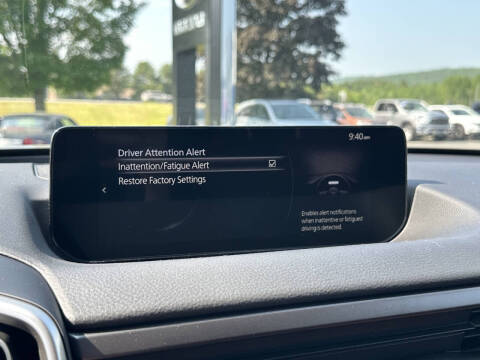 9:40 AM
Driver Attention Alert
Inattention/Fatigue Alert
Restore Factory Settings
Enables alert notifications
when inattentive or fatigued
driving is detected.